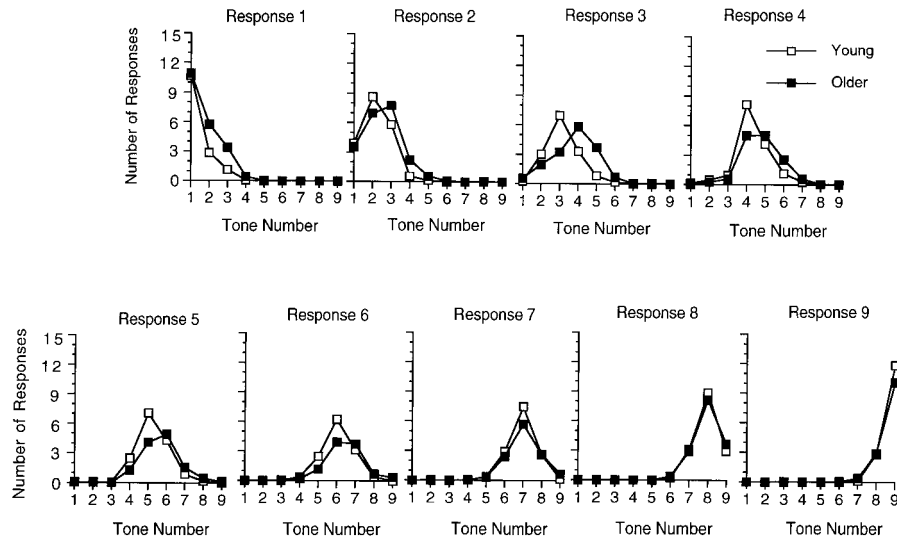 Response 1
Response 2
Response 3
Response 4
Number of Responses
15
12
9
6
3
0
Young
Older
1 2 3 4 5 6 7 8 9
1 2 3 4 5 6 7 8 9
1 2 3 4 5 6 7 8 9
1 2 3 4 5 6 7 8 9
Tone Number
Tone Number
Tone Number
Tone Number
Response 5
Response 6
Response 7
Response 8
Response 9
Number of Responses
15
12
9
6
3
0
1 2 3 4 5 6 7 8 9
1 2 3 4 5 6 7 8 9
1 2 3 4 5 6 7 8 9
1 2 3 4 5 6 7 8 9
1 2 3 4 5 6 7 8 9
Tone Number
Tone Number
Tone Number
Tone Number
Tone Number